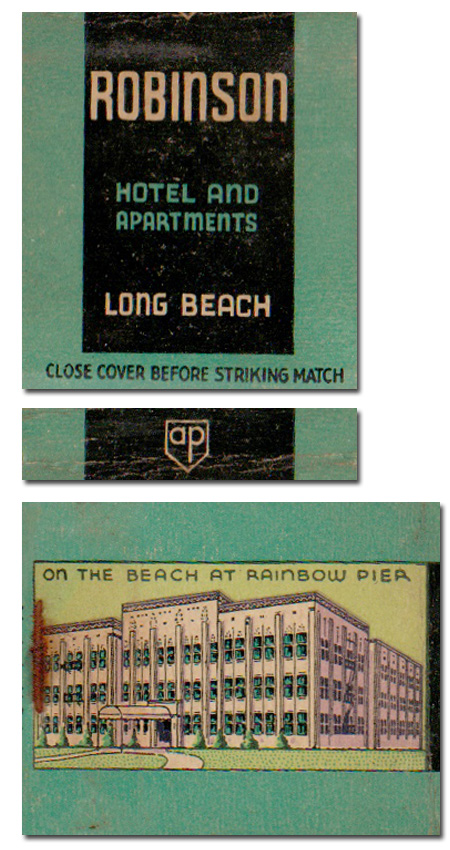 ROBINSON
HOTEL AND
APARTMENTS
LONG BEACH
CLOSE COVER BEFORE STRIKING MATCH
ap
ON THE BEACH AT RAINBOW PIER